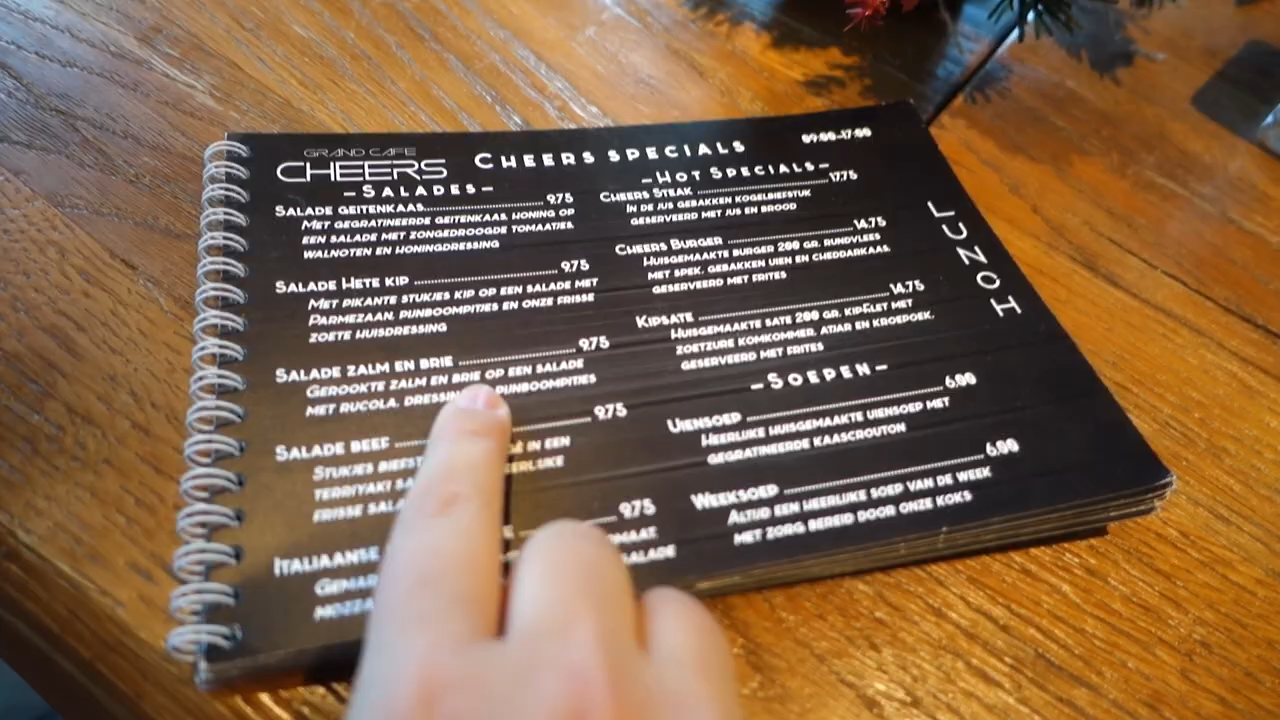 GRAND CAFE
CHEERS
CHEERS SPECIALS
09:00-17:00
LUNCH
-SALADES-
SALADE GEITENKAAS 9,75
MET GEGRATINEERDE GEITENKAAS, HONING OP
EEN SALADE MET ZONGEDROOGDE TOMAATJES,
WALNOTEN EN HONINGDRESSING
SALADE HETE KIP 9,75
MET PIKANTE STUKJES KIP OP EEN SALADE MET
PARMEZAAN, PIJNBOOMPITJES EN ONZE FRISSE
ZOETE HUISDRESSING
SALADE ZALM EN BRIE 9,75
GEROOKTE ZALM EN BRIE OP EEN SALADE
MET RUCOLA, DRESSING PIJNBOOMPITJES
SALADE BEEF 9,75
STUKJES IN EEN
TERRIYAKI
FRISSE
ITALIAANSE 9,75
SALADE
-HOT SPECIALS-
CHEERS STEAK 17,75
IN DE JUS GEBAKKEN KOGELBIEFSTUK
GESERVEERD MET JUS EN BROOD
CHEERS BURGER 14,75
HUISGEMAAKTE BURGER 200 GR. RUNDVLEES
MET SPEK, GEBAKKEN UIEN EN CHEDDARKAAS,
GESERVEERD MET FRITES
KIPSATE 14,75
HUISGEMAAKTE SATE 200 GR. KIPFILET MET
ZOETZURE KOMKOMMER, ATJAR EN KROEPOEK,
GESERVEERD MET FRITES
-SOEPEN-
UIENSOEP 6,00
HEERLIJKE HUISGEMAAKTE UIENSOEP MET
GEGRATINEERDE KAASCROUTON
WEEKSOEP 6,00
ALTIJD EEN HEERLIJKE SOEP VAN DE WEEK
MET ZORG BEREID DOOR ONZE KOKS